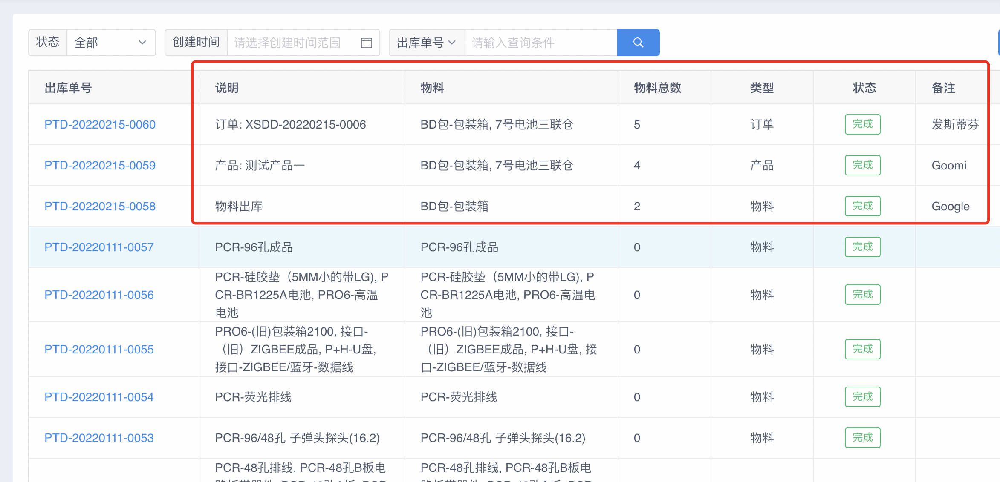 状态 全部 创建时间 请选择创建时间范围 出库单号 请输入查询条件
出库单号 说明 物料 物料总数 类型 状态 备注
PTD-20220215-0060 订单: XSDD-20220215-0006 BD包-包装箱, 7号电池三联仓 5 订单 完成 发斯蒂芬
PTD-20220215-0059 产品: 测试产品一 BD包-包装箱, 7号电池三联仓 4 产品 完成 Goomi
PTD-20220215-0058 物料出库 BD包-包装箱 2 物料 完成 Google
PTD-20220111-0057 PCR-96孔成品 PCR-96孔成品 0 物料 完成
PCR-硅胶垫（5MM小的带LG), P PCR-硅胶垫（5MM小的带LG), P
PTD-20220111-0056 CR-BR1225A电池, PRO6-高温 CR-BR1225A电池, PRO6-高温电 0 物料 完成
电池 池
PRO6-(旧)包装箱2100, 接口- PRO6-(旧)包装箱2100, 接口-
PTD-20220111-0055 （旧）ZIGBEE成品, P+H-U盘, （旧）ZIGBEE成品, P+H-U盘, 接 0 物料 完成
接口-ZIGBEE/蓝牙-数据线 口-ZIGBEE/蓝牙-数据线
PTD-20220111-0054 PCR-荧光排线 PCR-荧光排线 0 物料 完成
PTD-20220111-0053 PCR-96/48孔 子弹头探头(16.2) PCR-96/48孔 子弹头探头(16.2) 0 物料 完成
PCR-48孔排线, PCR-48孔B板电 PCR-48孔排线, PCR-48孔B板电